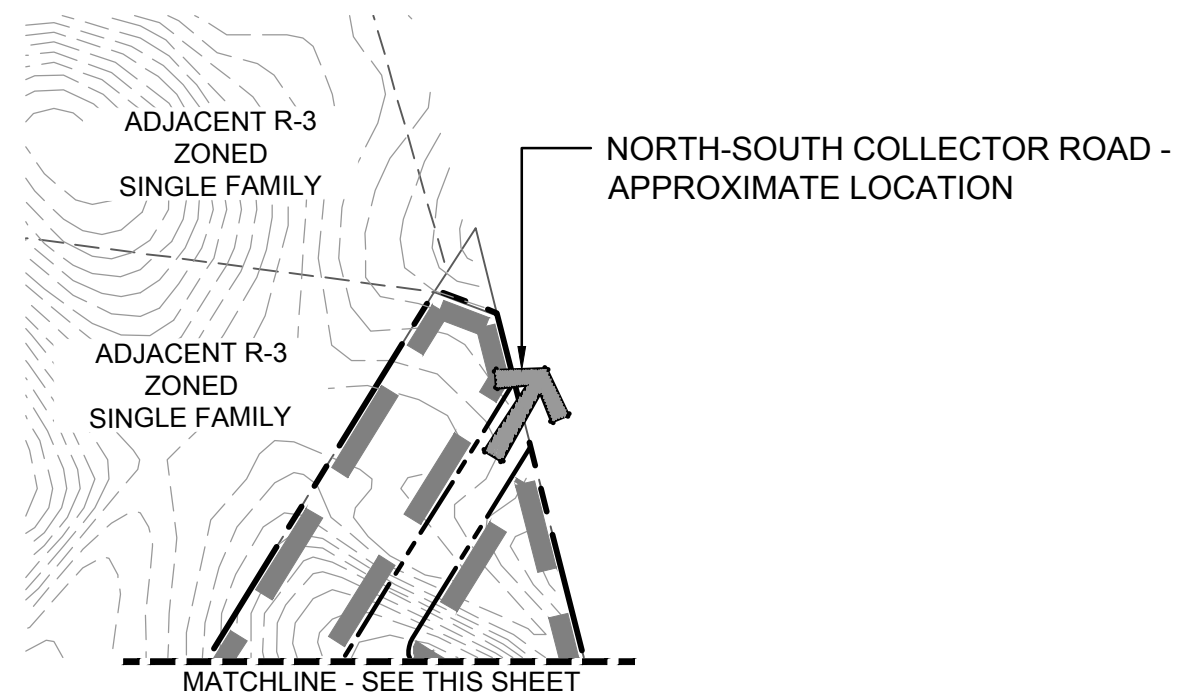 ADJACENT R-3
ZONED
SINGLE FAMILY
NORTH-SOUTH COLLECTOR ROAD -
APPROXIMATE LOCATION
ADJACENT R-3
ZONED
SINGLE FAMILY
MATCHLINE - SEE THIS SHEET